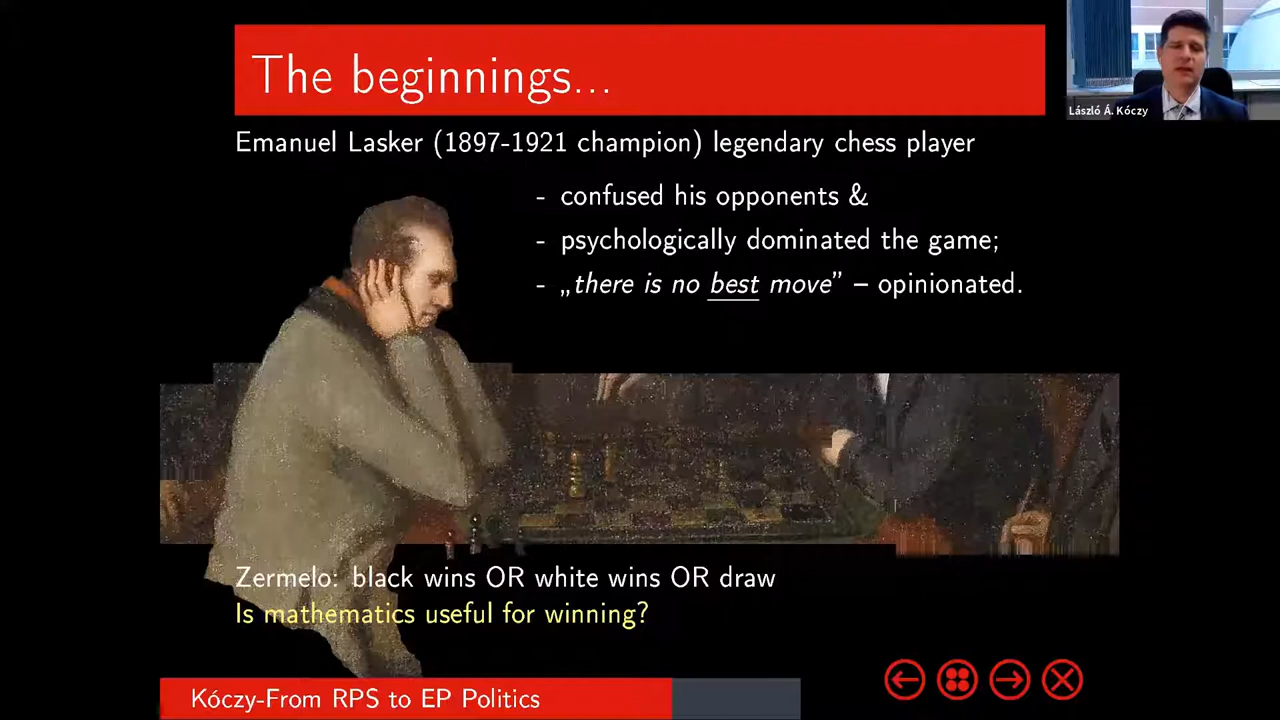 The beginnings...
László Á. Kóczy
Emanuel Lasker (1897-1921 champion) legendary chess player
- confused his opponents &
- psychologically dominated the game;
- „there is no best move” – opinionated.
Zermelo: black wins OR white wins OR draw
Is mathematics useful for winning?
Kóczy-From RPS to EP Politics